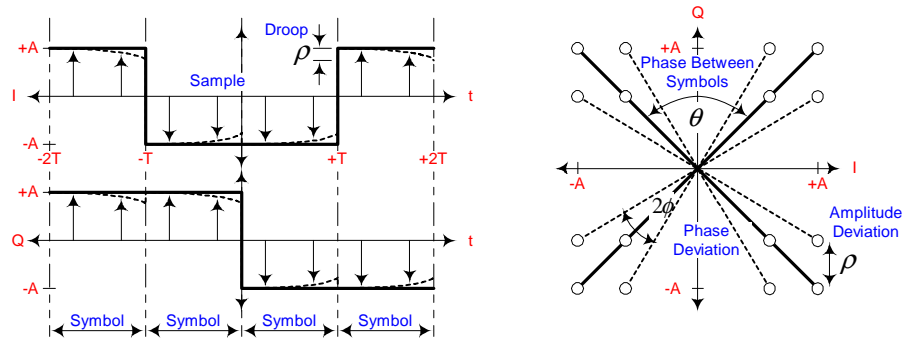 Droop
+A
ρ
Sample
I
t
-A
-2T
-T
+T
+2T
+A
Q
t
-A
Symbol
Symbol
Symbol
Symbol
Q
+A
Phase Between
Symbols
θ
-A
+A
I
2ϕ
Phase
Deviation
Amplitude
Deviation
ρ
-A